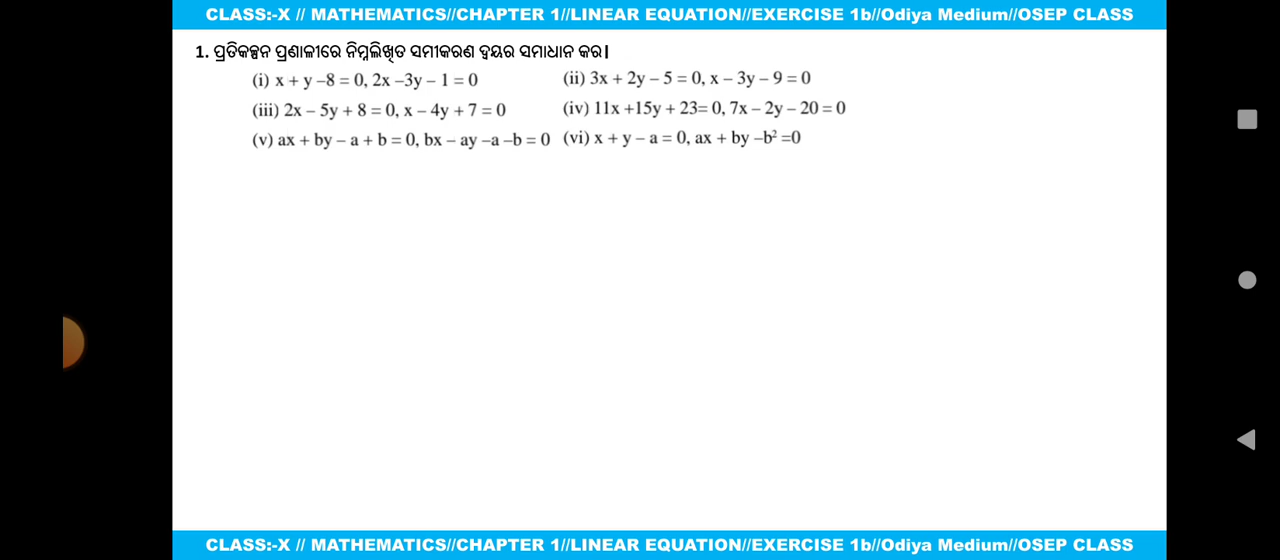 CLASS:-X // MATHEMATICS//CHAPTER 1//LINEAR EQUATION//EXERCISE 1b//Odiya Medium//OSEP CLASS
1. ପ୍ରତିକଳ୍ପନ ପ୍ରଣାଳୀରେ ନିମ୍ନଲିଖିତ ସମୀକରଣ ଦ୍ୱୟର ସମାଧାନ କର।
(i) x + y –8 = 0, 2x –3y – 1 = 0 (ii) 3x + 2y – 5 = 0, x – 3y – 9 = 0
(iii) 2x – 5y + 8 = 0, x – 4y + 7 = 0 (iv) 11x +15y + 23= 0, 7x – 2y – 20 = 0
(v) ax + by – a + b = 0, bx – ay –a –b = 0 (vi) x + y – a = 0, ax + by –b² =0
CLASS:-X // MATHEMATICS//CHAPTER 1//LINEAR EQUATION//EXERCISE 1b//Odiya Medium//OSEP CLASS